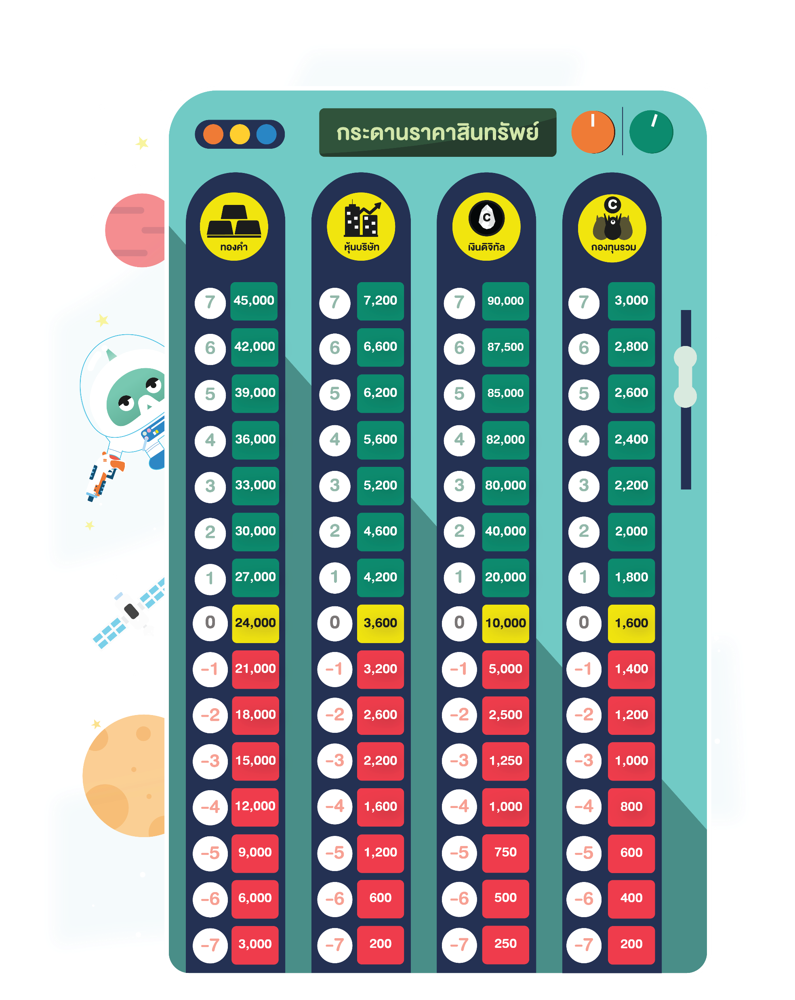 กระดานราคาสินทรัพย์
ทองคำ
หุ้นบริษัท
C
เงินดิจิทัล
C
กองทุนรวม
7 45,000 7 7,200 7 90,000 7 3,000
6 42,000 6 6,600 6 87,500 6 2,800
5 39,000 5 6,200 5 85,000 5 2,600
4 36,000 4 5,600 4 82,000 4 2,400
3 33,000 3 5,200 3 80,000 3 2,200
2 30,000 2 4,600 2 40,000 2 2,000
1 27,000 1 4,200 1 20,000 1 1,800
0 24,000 0 3,600 0 10,000 0 1,600
-1 21,000 -1 3,200 -1 5,000 -1 1,400
-2 18,000 -2 2,600 -2 2,500 -2 1,200
-3 15,000 -3 2,200 -3 1,250 -3 1,000
-4 12,000 -4 1,600 -4 1,000 -4 800
-5 9,000 -5 1,200 -5 750 -5 600
-6 6,000 -6 600 -6 500 -6 400
-7 3,000 -7 200 -7 250 -7 200